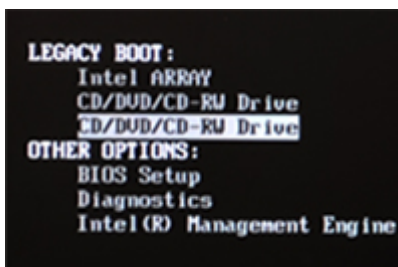 LEGACY BOOT:
Intel ARRAY
CD/DVD/CD-RW Drive
CD/DVD/CD-RW Drive
OTHER OPTIONS:
BIOS Setup
Diagnostics
Intel(R) Management Engine